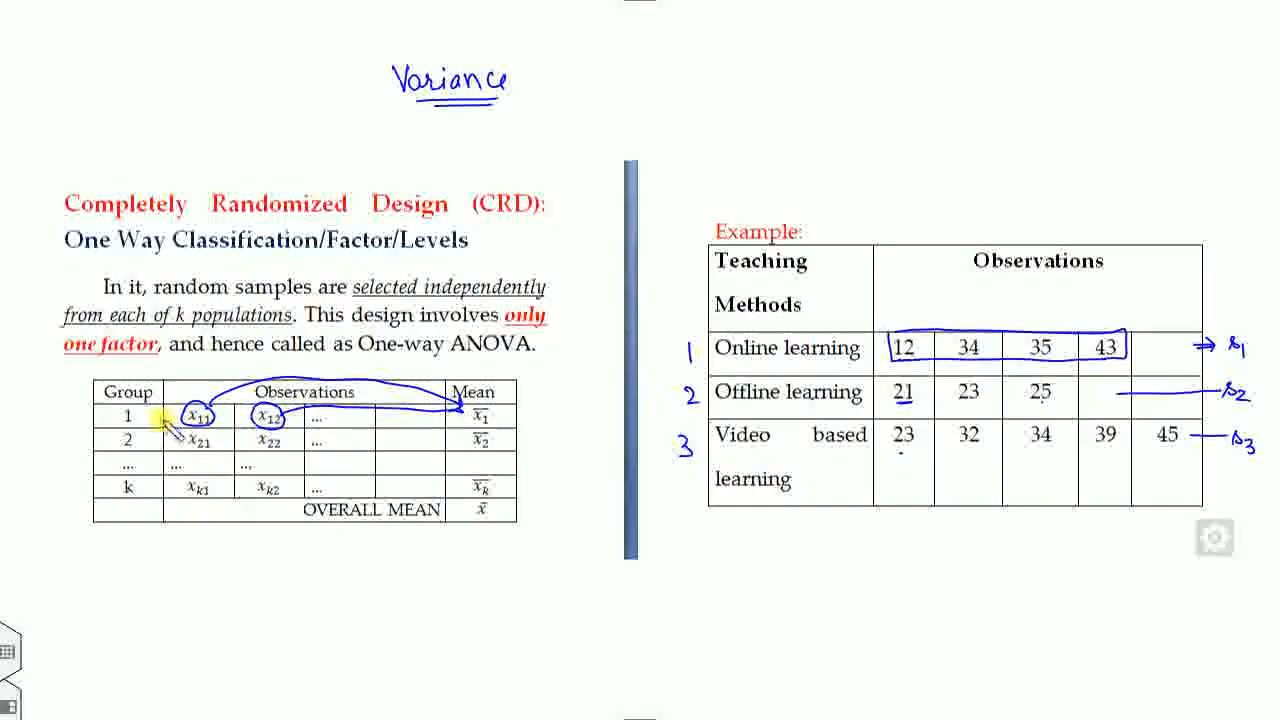 Variance
Completely Randomized Design (CRD):
One Way Classification/Factor/Levels
In it, random samples are selected independently
from each of k populations. This design involves only
one factor, and hence called as One-way ANOVA.
Group Observations Mean
1 x₁₁ x₁₂ ... x̄₁
2 x₂₁ x₂₂ ... x̄₂
... ... ...
k xₖ₁ xₖ₂ ... x̄ₖ
OVERALL MEAN x̄
Example:
Teaching Observations
Methods
1 Online learning 12 34 35 43 ⇒ s₁
2 Offline learning 21 23 25 s₂
3 Video based 23 32 34 39 45 s₃
learning